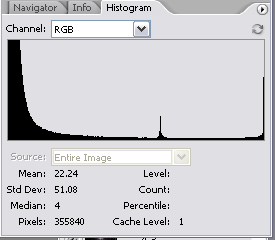 Navigator Info Histogram
Channel: RGB
Source: Entire Image
Mean: 22.24 Level:
Std Dev: 51.08 Count:
Median: 4 Percentile:
Pixels: 355840 Cache Level: 1